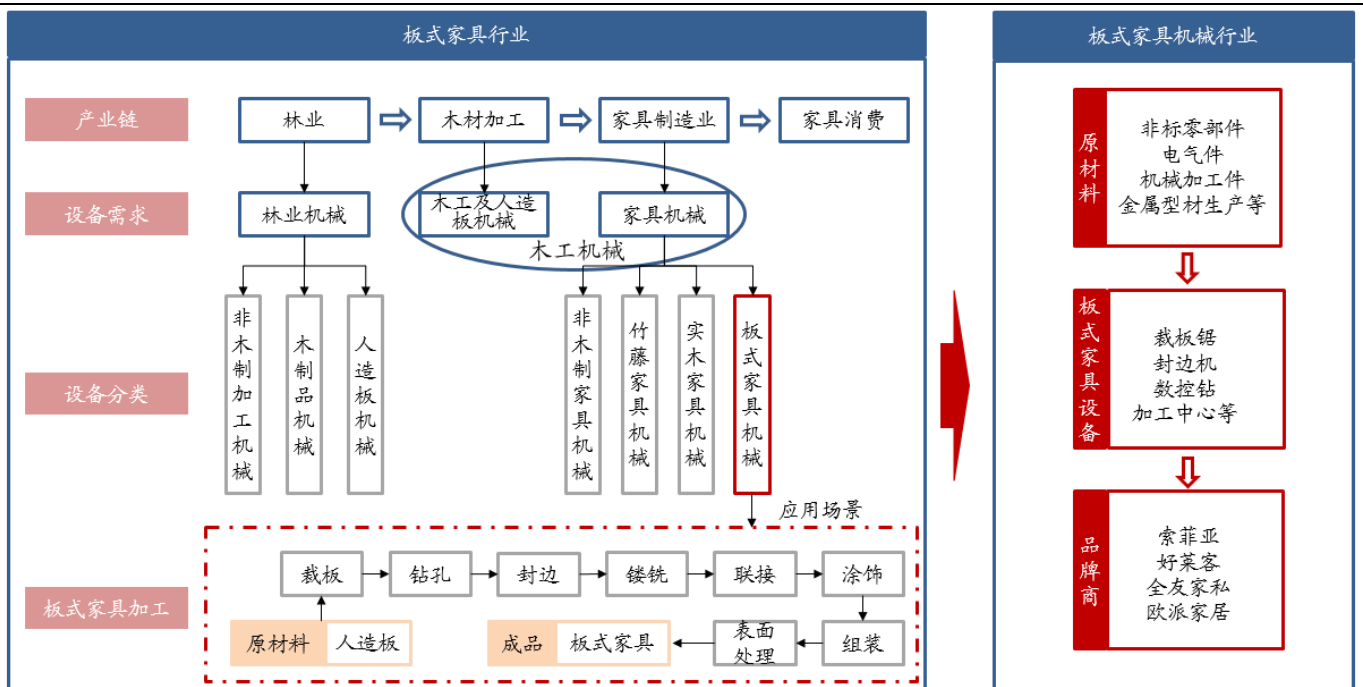 板式家具行业
产业链
林业
木材加工
家具制造业
家具消费
设备需求
林业机械
木工及人造
板机械
家具机械
木工机械
设备分类
非木制加工机械
木制品机械
人造板机械
非木制家具机械
竹藤家具机械
实木家具机械
板式家具机械
应用场景
板式家具加工
裁板
钻孔
封边
镂铣
联接
涂饰
原材料
人造板
成品
板式家具
表面
处理
组装
板式家具机械行业
原材料
非标零部件
电气件
机械加工件
金属型材生产等
板式家具设备
裁板锯
封边机
数控钻
加工中心等
品牌商
索菲亚
好莱客
全友家私
欧派家居